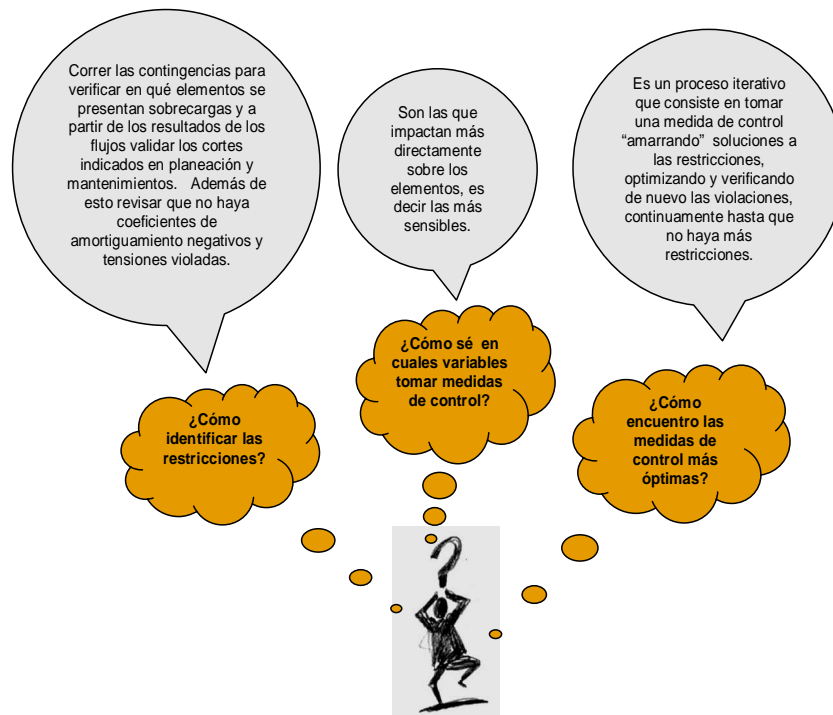 Correr las contingencias para
verificar en qué elementos se
presentan sobrecargas y a
partir de los resultados de los
flujos validar los cortes
indicados en planeación y
mantenimientos. Además de
esto revisar que no haya
coeficientes de
amortiguamiento negativos y
tensiones violadas.
Son las que
impactan más
directamente
sobre los
elementos, es
decir las más
sensibles.
Es un proceso iterativo
que consiste en tomar
una medida de control
“amarrando” soluciones a
las restricciones,
optimizando y verificando
de nuevo las violaciones,
continuamente hasta que
no haya más
restricciones.
¿Cómo
identificar las
restricciones?
¿Cómo sé en
cuales variables
tomar medidas
de control?
¿Cómo
encuentro las
medidas de
control más
óptimas?
?